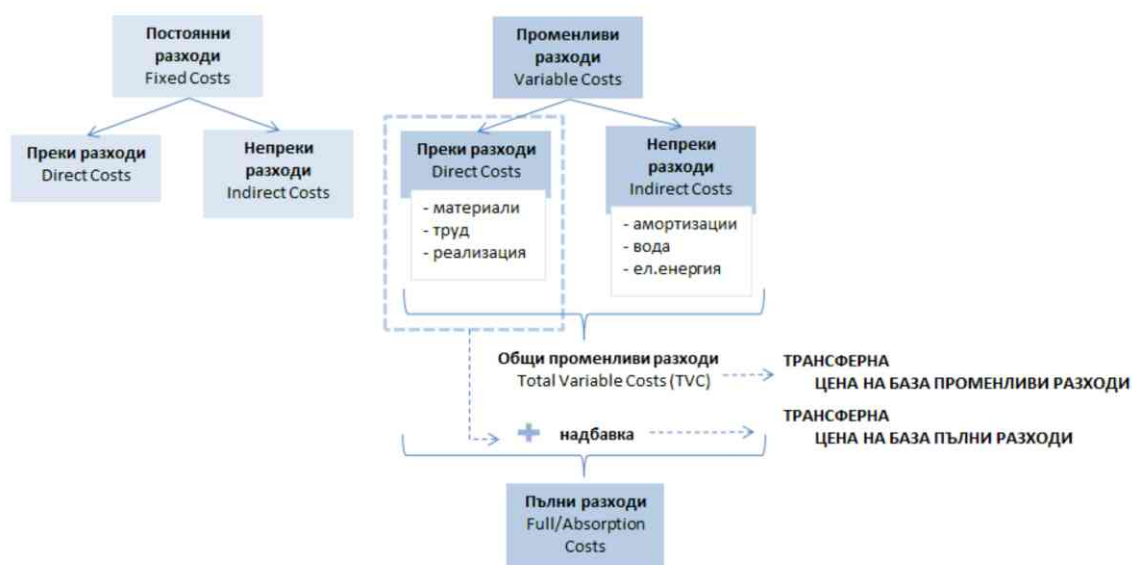 Постоянни
разходи
Fixed Costs
Променливи
разходи
Variable Costs
Преки разходи
Direct Costs
Непреки
разходи
Indirect Costs
Преки разходи
Direct Costs
- материали
- труд
- реализация
Непреки
разходи
Indirect Costs
- амортизации
- вода
- ел.енергия
Общи променливи разходи
Total Variable Costs (TVC)
ТРАНСФЕРНА
ЦЕНА НА БАЗА ПРОМЕНЛИВИ РАЗХОДИ
+ надбавка
ТРАНСФЕРНА
ЦЕНА НА БАЗА ПЪЛНИ РАЗХОДИ
Пълни разходи
Full/Absorption
Costs